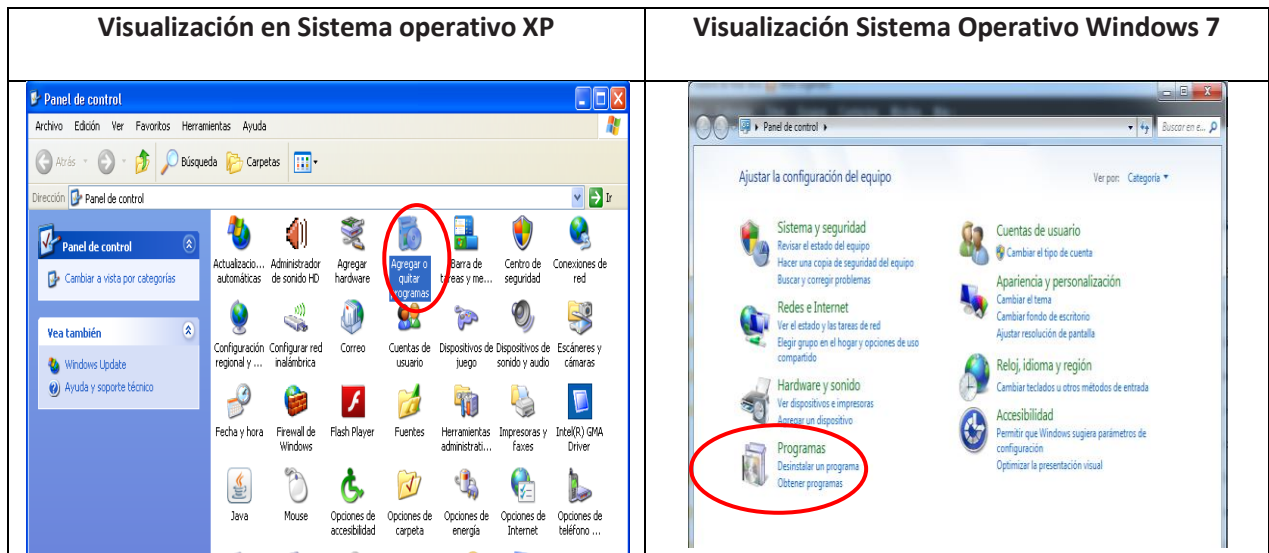 Visualización en Sistema operativo XP
Visualización Sistema Operativo Windows 7
Panel de control
Archivo Edición Ver Favoritos Herramientas Ayuda
Atrás Búsqueda Carpetas
Dirección Panel de control Ir
Panel de control
Cambiar a vista por categorías
Vea también
Windows Update
Ayuda y soporte técnico
Actualizacio... automáticas
Administrador de sonido HD
Agregar hardware
Agregar o quitar programas
Barra de tareas y me...
Centro de seguridad
Conexiones de red
Configuración regional y ...
Configurar red inalámbrica
Correo
Cuentas de usuario
Dispositivos de juego
Dispositivos de sonido y audio
Escáneres y cámaras
Fecha y hora
Firewall de Windows
Flash Player
Fuentes
Herramientas administrati...
Impresoras y faxes
Intel(R) GMA Driver
Java
Mouse
Opciones de accesibilidad
Opciones de carpeta
Opciones de energía
Opciones de Internet
Opciones de teléfono ...
Panel de control
Buscar en e...
Ajustar la configuración del equipo
Ver por: Categoría
Sistema y seguridad
Revisar el estado del equipo
Hacer una copia de seguridad del equipo
Buscar y corregir problemas
Redes e Internet
Ver el estado y las tareas de red
Elegir grupo en el hogar y opciones de uso
compartido
Hardware y sonido
Ver dispositivos e impresoras
Agregar un dispositivo
Programas
Desinstalar un programa
Obtener programas
Cuentas de usuario
Cambiar el tipo de cuenta
Apariencia y personalización
Cambiar el tema
Cambiar fondo de escritorio
Ajustar resolución de pantalla
Reloj, idioma y región
Cambiar teclados u otros métodos de entrada
Accesibilidad
Permitir que Windows sugiera parámetros de
configuración
Optimizar la presentación visual